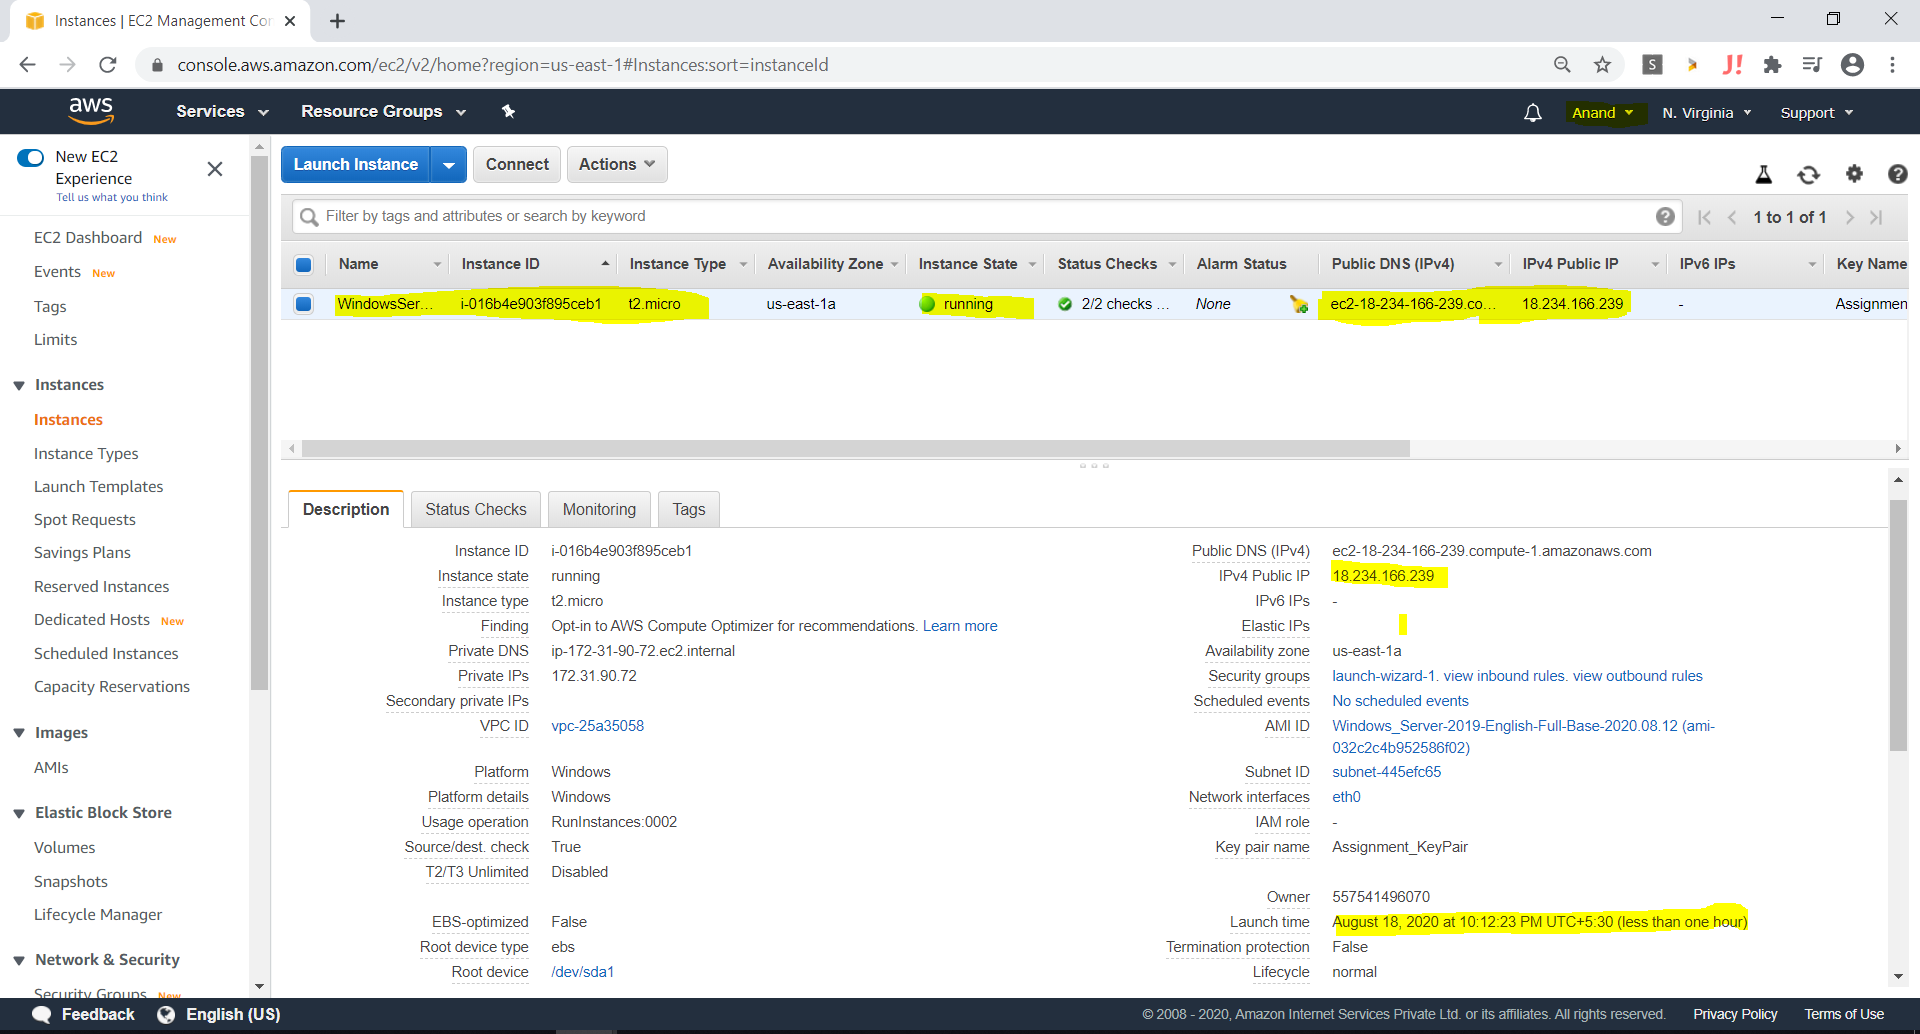 Instances | EC2 Management Con
console.aws.amazon.com/ec2/v2/home?region=us-east-1#Instances:sort=instanceId
S
J!
aws
Services
Resource Groups
Anand
N. Virginia
Support
New EC2
Experience
Tell us what you think
EC2 Dashboard New
Events New
Tags
Limits
Instances
Instances
Instance Types
Launch Templates
Spot Requests
Savings Plans
Reserved Instances
Dedicated Hosts New
Scheduled Instances
Capacity Reservations
Images
AMIs
Elastic Block Store
Volumes
Snapshots
Lifecycle Manager
Network & Security
Security Groups New
Launch Instance
Connect
Actions
Filter by tags and attributes or search by keyword
1 to 1 of 1
Name Instance ID Instance Type Availability Zone Instance State Status Checks Alarm Status Public DNS (IPv4) IPv4 Public IP IPv6 IPs Key Name
WindowsSer... i-016b4e903f895ceb1 t2.micro us-east-1a running 2/2 checks ... None ec2-18-234-166-239.co... 18.234.166.239 - Assignmen
Description
Status Checks
Monitoring
Tags
Instance ID i-016b4e903f895ceb1
Instance state running
Instance type t2.micro
Finding Opt-in to AWS Compute Optimizer for recommendations. Learn more
Private DNS ip-172-31-90-72.ec2.internal
Private IPs 172.31.90.72
Secondary private IPs
VPC ID vpc-25a35058
Platform Windows
Platform details Windows
Usage operation RunInstances:0002
Source/dest. check True
T2/T3 Unlimited Disabled
EBS-optimized False
Root device type ebs
Root device /dev/sda1
Public DNS (IPv4) ec2-18-234-166-239.compute-1.amazonaws.com
IPv4 Public IP 18.234.166.239
IPv6 IPs -
Elastic IPs
Availability zone us-east-1a
Security groups launch-wizard-1. view inbound rules. view outbound rules
Scheduled events No scheduled events
AMI ID Windows_Server-2019-English-Full-Base-2020.08.12 (ami-
032c2c4b952586f02)
Subnet ID subnet-445efc65
Network interfaces eth0
IAM role -
Key pair name Assignment_KeyPair
Owner 557541496070
Launch time August 18, 2020 at 10:12:23 PM UTC+5:30 (less than one hour)
Termination protection False
Lifecycle normal
Feedback
English (US)
© 2008 - 2020, Amazon Internet Services Private Ltd. or its affiliates. All rights reserved.
Privacy Policy
Terms of Use